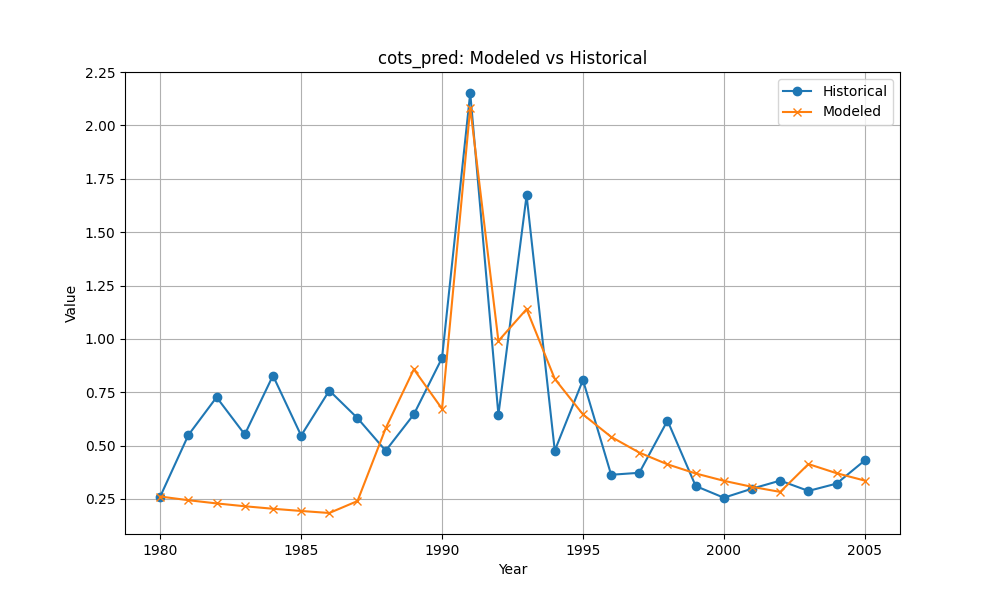 cots_pred: Modeled vs Historical
Historical
Modeled
Value
2.25
2.00
1.75
1.50
1.25
1.00
0.75
0.50
0.25
1980 1985 1990 1995 2000 2005
Year